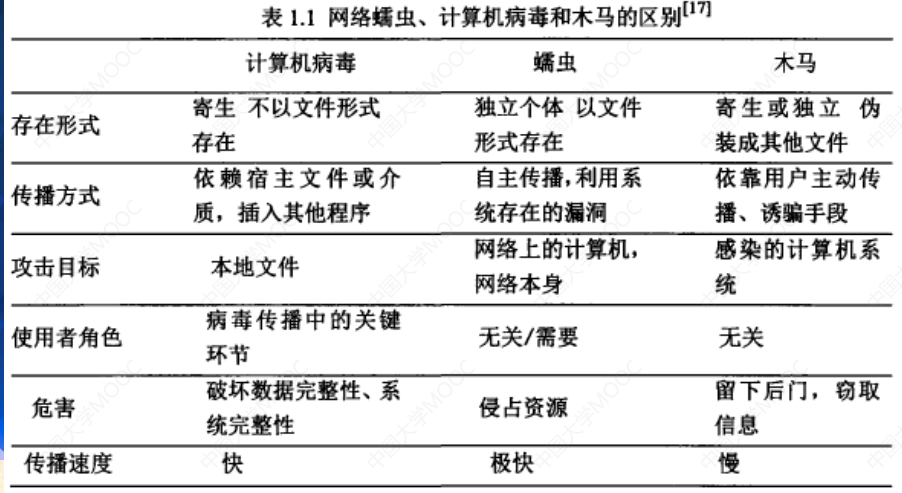 表 1.1 网络蠕虫、计算机病毒和木马的区别[17]
计算机病毒 蠕虫 木马
存在形式 寄生 不以文件形式存在 独立个体 以文件形式存在 寄生或独立 伪装成其他文件
传播方式 依赖宿主文件或介质，插入其他程序 自主传播,利用系统存在的漏洞 依靠用户主动传播、诱骗手段
攻击目标 本地文件 网络上的计算机,网络本身 感染的计算机系统
使用者角色 病毒传播中的关键环节 无关/需要 无关
危害 破坏数据完整性、系统完整性 侵占资源 留下后门，窃取信息
传播速度 快 极快 慢
中国大学MOOC